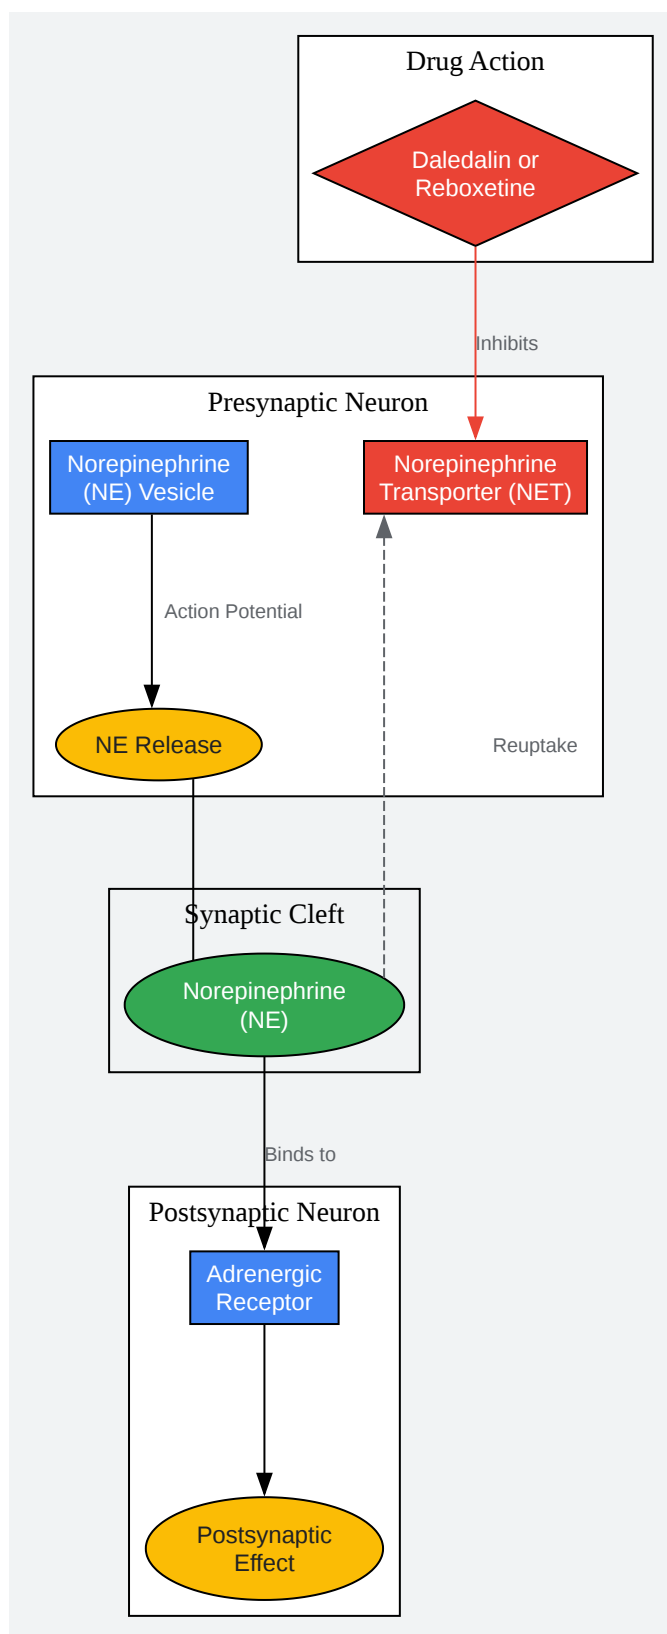 Drug Action
Daledalin or
Reboxetine
Inhibits
Presynaptic Neuron
Norepinephrine
(NE) Vesicle
Norepinephrine
Transporter (NET)
Action Potential
NE Release
Reuptake
Synaptic Cleft
Norepinephrine
(NE)
Binds to
Postsynaptic Neuron
Adrenergic
Receptor
Postsynaptic
Effect